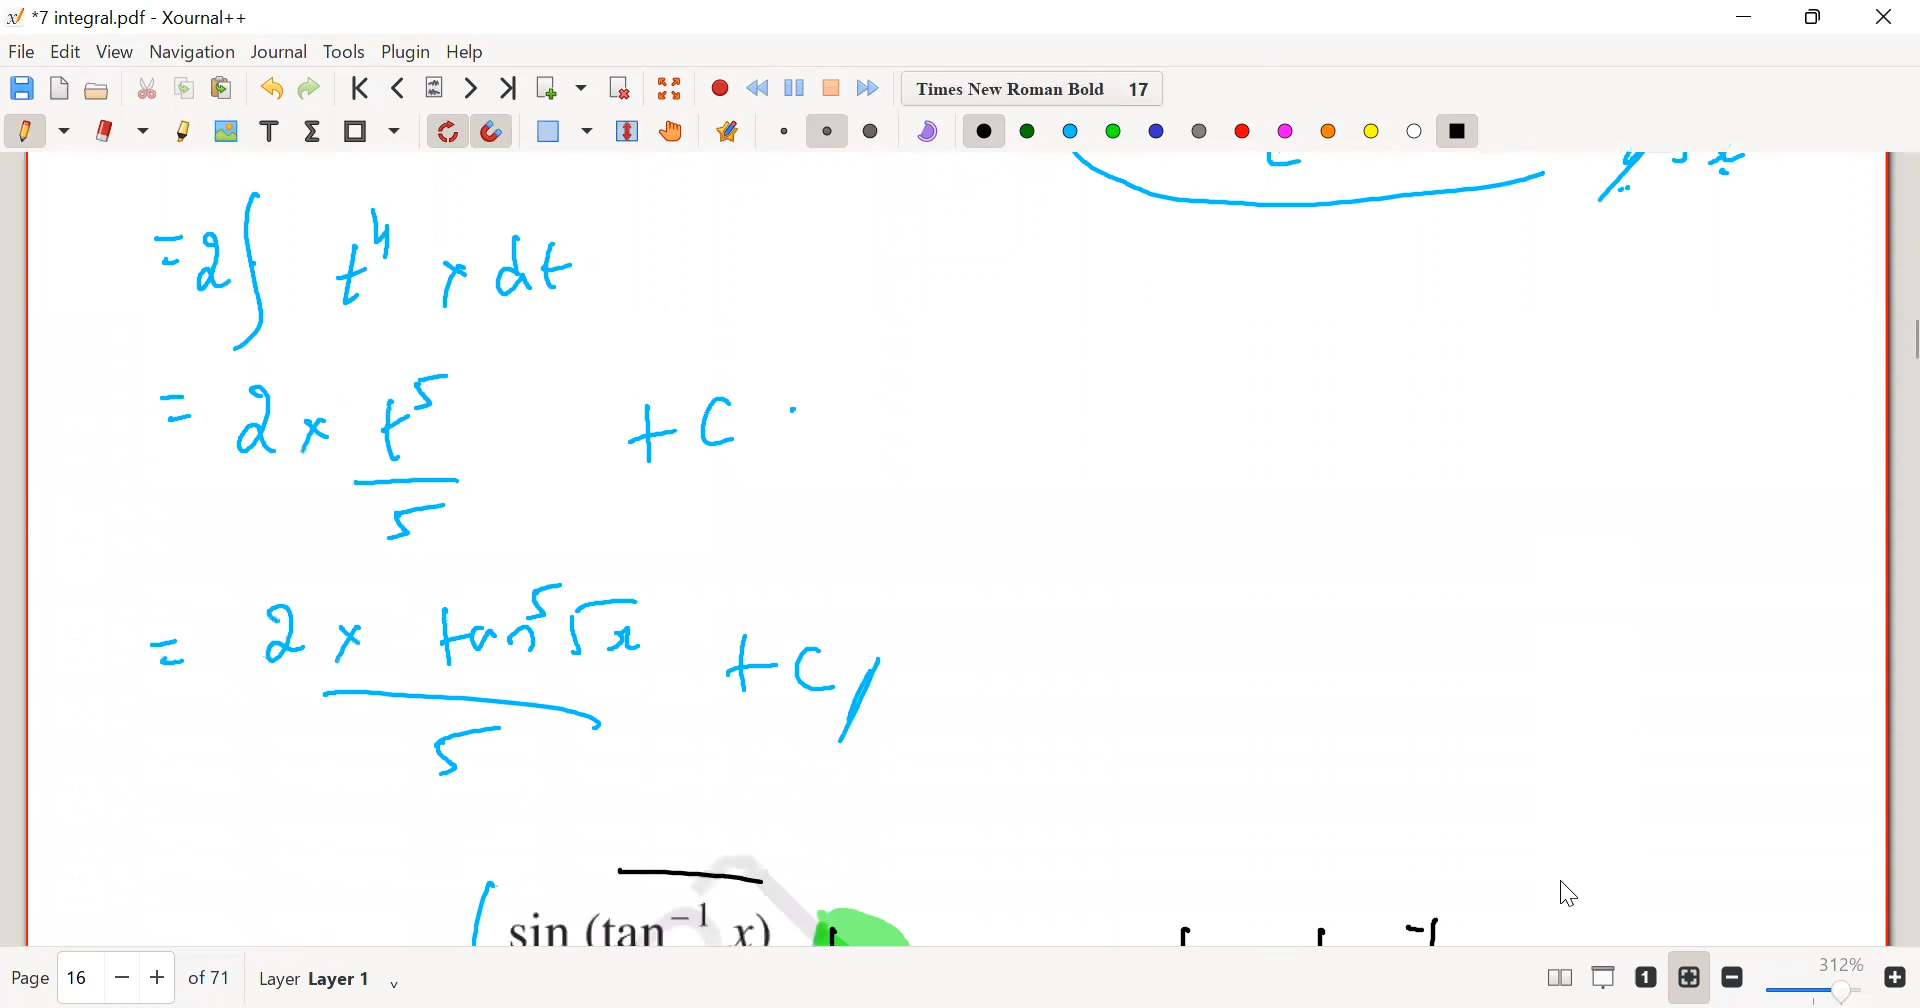 *7 integral.pdf - Xournal++
File Edit View Navigation Journal Tools Plugin Help
Times New Roman Bold 17
= 2∫ t⁴ × dt
= 2 × t⁵/5 + C
= 2 × tan⁵√x/5 + C
sin (tan⁻¹ x)
Page 16 of 71 Layer Layer 1 312%